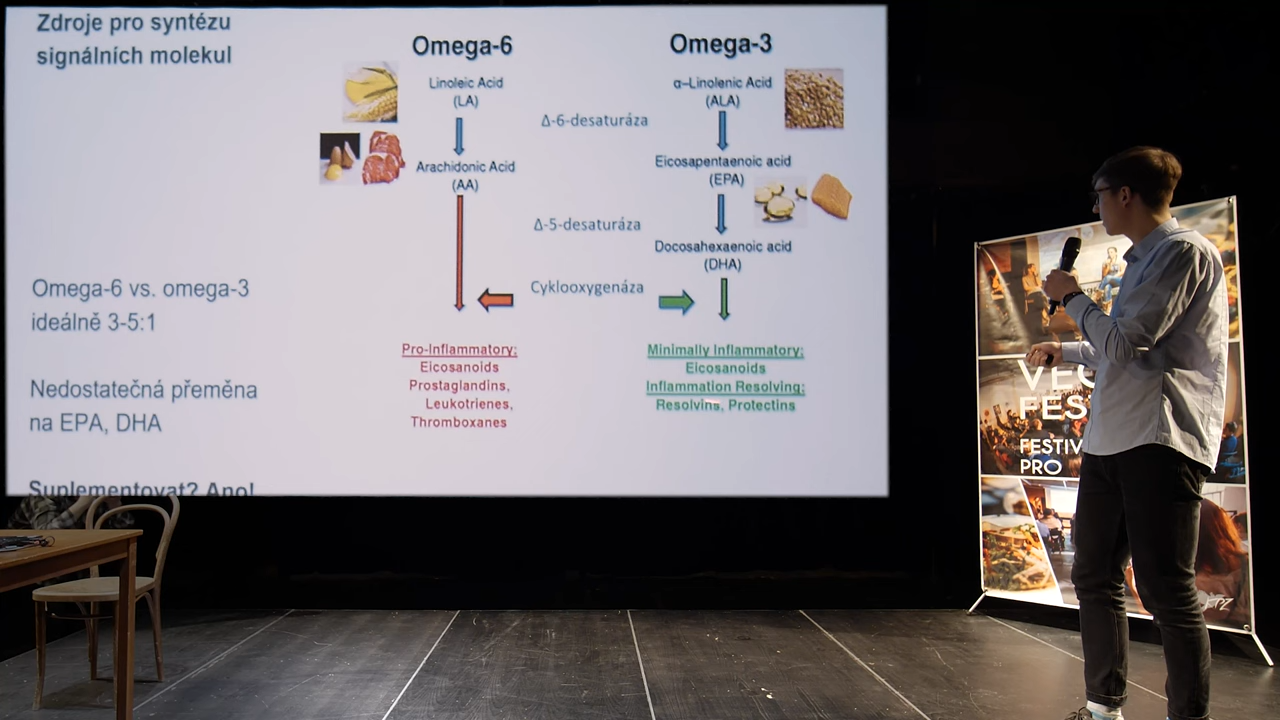 Zdroje pro syntézu
signálních molekul
Omega-6 vs. omega-3
ideálně 3-5:1
Nedostatečná přeměna
na EPA, DHA
Suplementovat? Ano!
Omega-6
Linoleic Acid
(LA)
Arachidonic Acid
(AA)
Pro-Inflammatory:
Eicosanoids
Prostaglandins,
Leukotrienes,
Thromboxanes
Δ-6-desaturáza
Δ-5-desaturáza
Cyklooxygenáza
Omega-3
α–Linolenic Acid
(ALA)
Eicosapentaenoic acid
(EPA)
Docosahexaenoic acid
(DHA)
Minimally Inflammatory:
Eicosanoids
Inflammation Resolving:
Resolvins, Protectins
FES
FESTIV
PRO